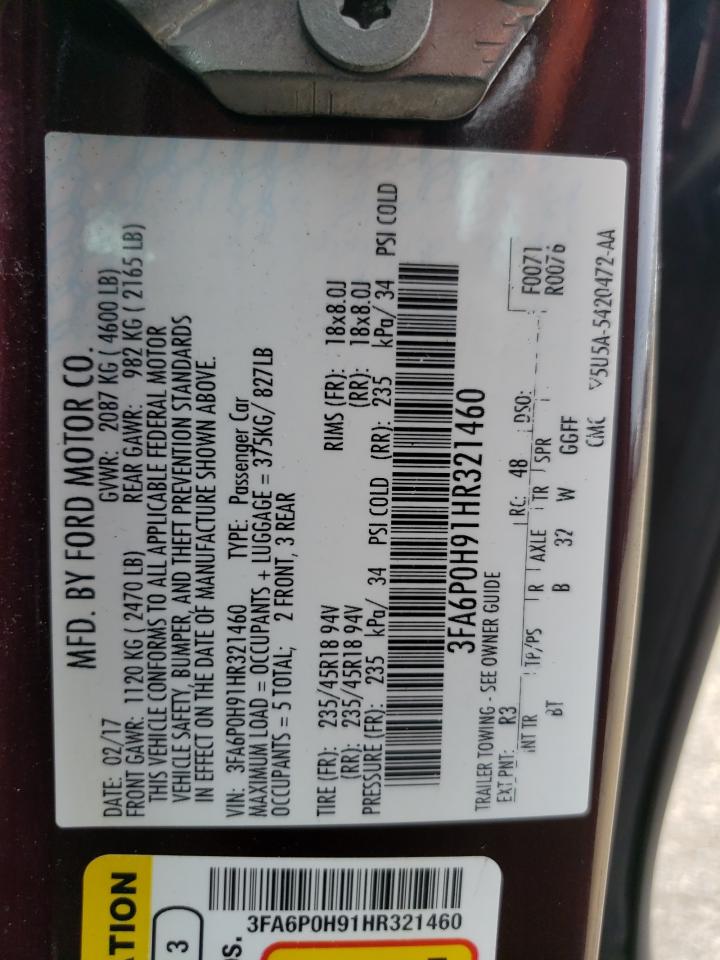 MFD. BY FORD MOTOR CO.
DATE: 02/17 GVWR: 2087 KG ( 4600 LB)
FRONT GAWR: 1120 KG ( 2470 LB) REAR GAWR: 982 KG ( 2165 LB)
THIS VEHICLE CONFORMS TO ALL APPLICABLE FEDERAL MOTOR
VEHICLE SAFETY, BUMPER, AND THEFT PREVENTION STANDARDS
IN EFFECT ON THE DATE OF MANUFACTURE SHOWN ABOVE.
VIN: 3FA6P0H91HR321460 TYPE: Passenger Car
MAXIMUM LOAD = OCCUPANTS + LUGGAGE = 375KG/ 827LB
OCCUPANTS = 5 TOTAL; 2 FRONT, 3 REAR
TIRE (FR): 235/45R18 94V RIMS (FR): 18x8.0J
(RR): 235/45R18 94V (RR): 18x8.0J
PRESSURE (FR): 235 kPa/ 34 PSI COLD (RR): 235 kPa/ 34 PSI COLD
3FA6P0H91HR321460
TRAILER TOWING - SEE OWNER GUIDE
EXT PNT: R3 RC: 48 DSO: F0071
R0076
INT TR TP/PS R AXLE TR SPR
BT B 32 W GGFF
CMC V5U5A-5420472-AA
ATION
3
os.
3FA6P0H91HR321460